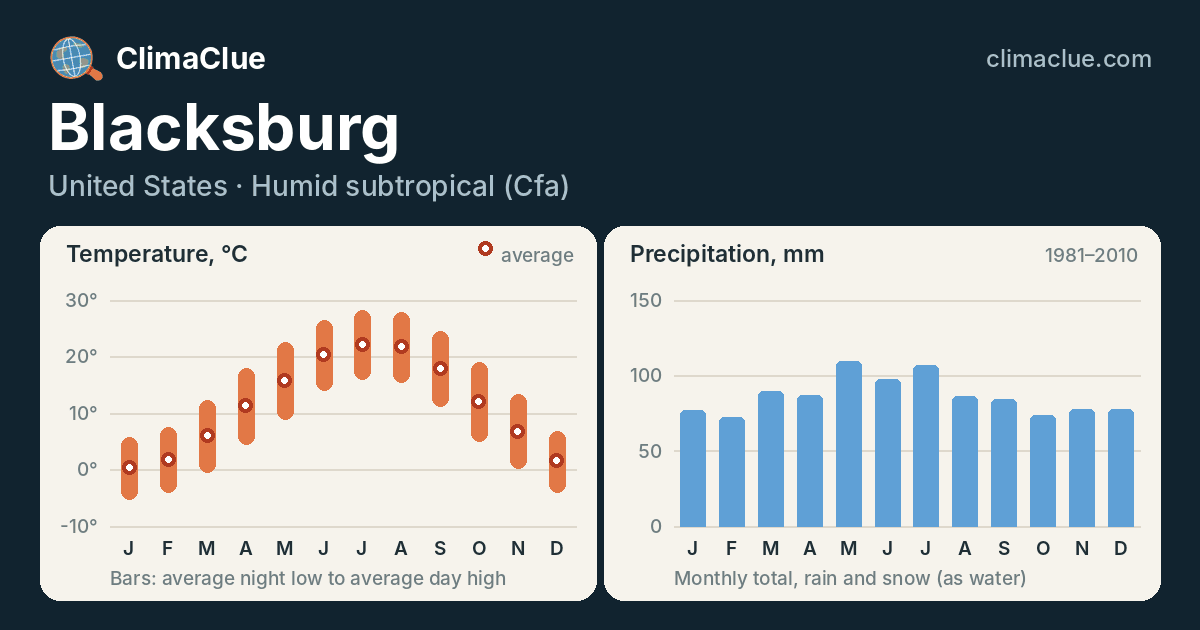 ClimaClue
climaclue.com
Blacksburg
United States · Humid subtropical (Cfa)
Temperature, °C
average
30°
20°
10°
0°
-10°
J F M A M J J A S O N D
Bars: average night low to average day high
Precipitation, mm
1981–2010
150
100
50
0
J F M A M J J A S O N D
Monthly total, rain and snow (as water)